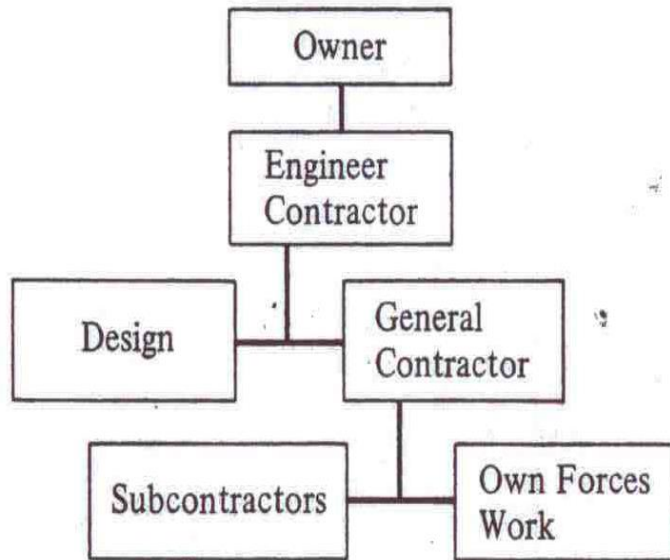 Owner
Engineer
Contractor
Design
General
Contractor
Subcontractors
Own Forces
Work